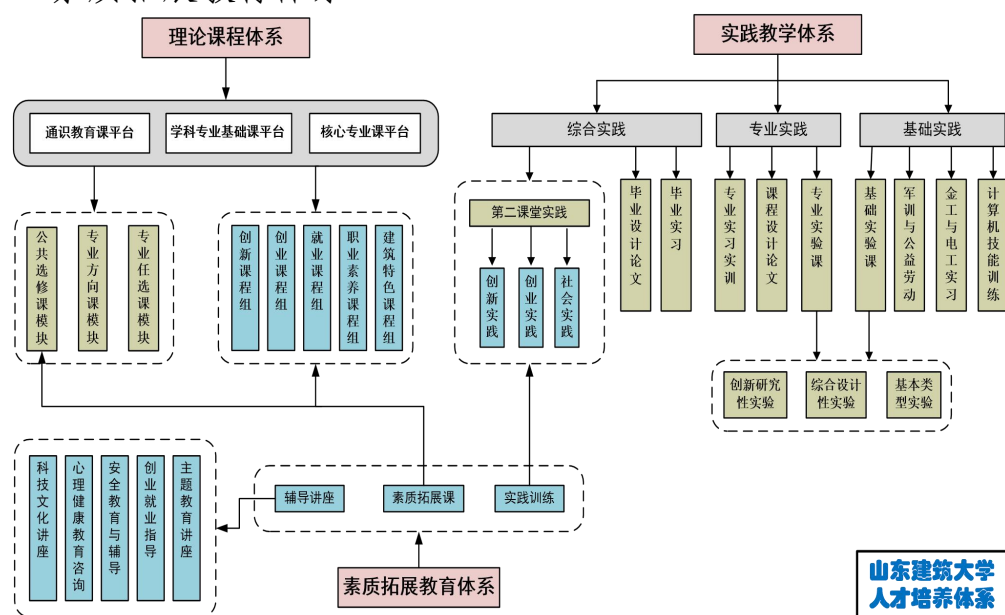 理论课程体系
实践教学体系
通识教育课平台
学科专业基础课平台
核心专业课平台
综合实践
专业实践
基础实践
公共选修课模块
专业方向课模块
专业任选课模块
创新课程组
创业课程组
就业课程组
职业素养课程组
建筑特色课程组
第二课堂实践
创新实践
创业实践
社会实践
毕业设计论文
毕业实习
专业实习实训
课程设计论文
专业实验课
基础实验课
军训与公益劳动
金工与电工实习
计算机技能训练
创新研究
性实验
综合设计
性实验
基本类
型实验
科技文化讲座
心理健康教育咨询
安全教育与辅导
创业就业指导
主题教育讲座
辅导讲座
素质拓展课
实践训练
素质拓展教育体系
山东建筑大学
人才培养体系